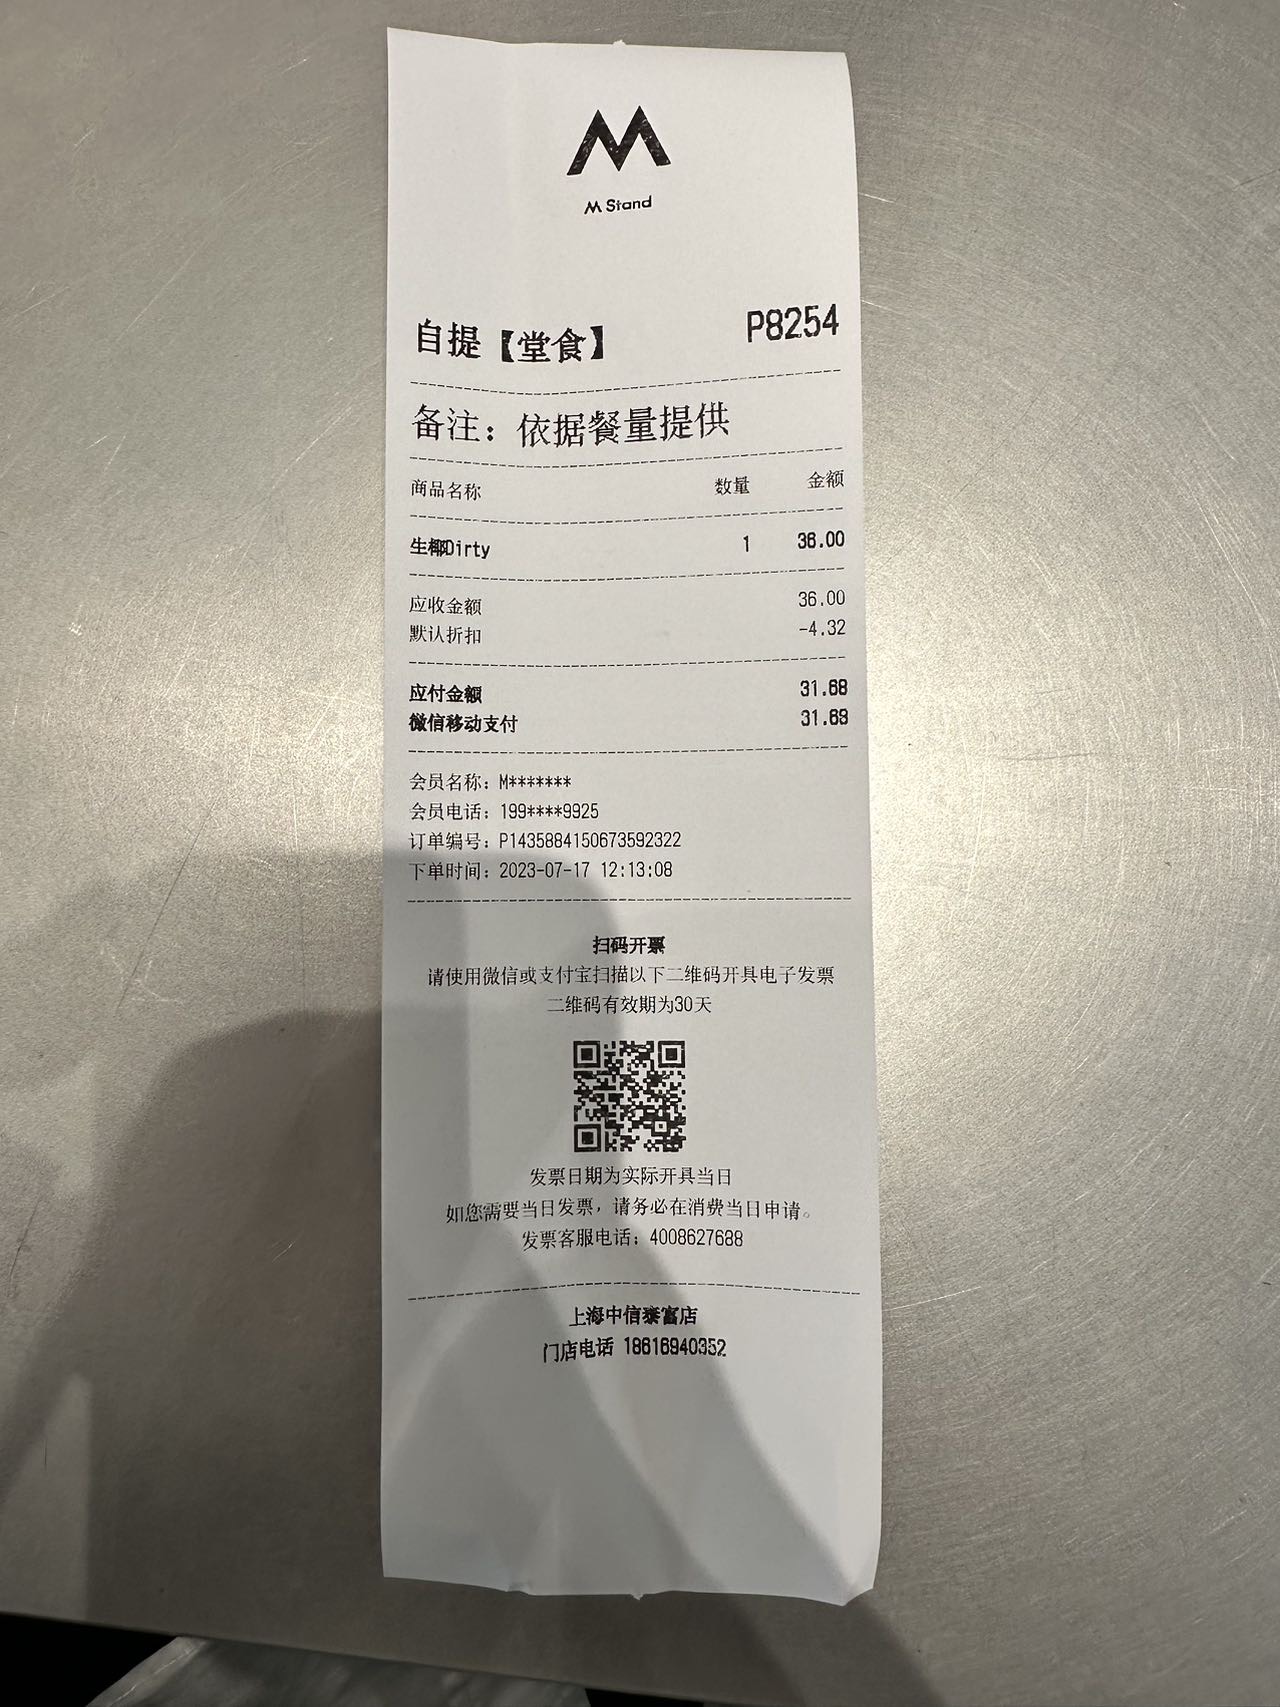 M Stand
自提【堂食】 P8254
备注：依据餐量提供
商品名称 数量 金额
生椰Dirty 1 36.00
应收金额 36.00
默认折扣 -4.32
应付金额 31.68
微信移动支付 31.68
会员名称：M*******
会员电话：199****9925
订单编号：P1435884150673592322
下单时间：2023-07-17 12:13:08
扫码开票
请使用微信或支付宝扫描以下二维码开具电子发票
二维码有效期为30天
发票日期为实际开具当日
如您需要当日发票，请务必在消费当日申请。
发票客服电话：4008627688
上海中信泰富店
门店电话 18616940352